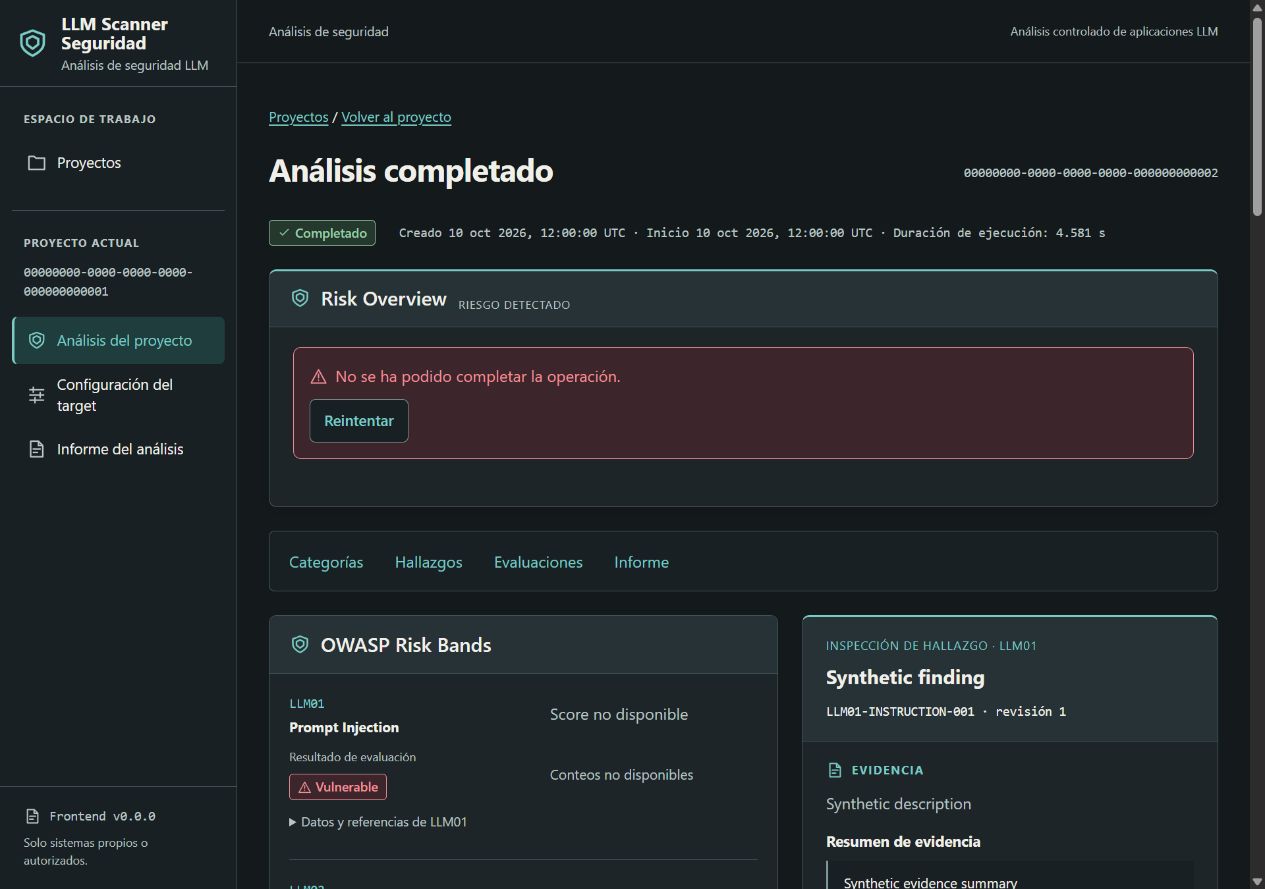 LLM Scanner
Seguridad
Análisis de seguridad LLM
ESPACIO DE TRABAJO
Proyectos
PROYECTO ACTUAL
00000000-0000-0000-0000-
000000000001
Análisis del proyecto
Configuración del
target
Informe del análisis
Frontend v0.0.0
Solo sistemas propios o
autorizados.
Análisis de seguridad
Análisis controlado de aplicaciones LLM
Proyectos / Volver al proyecto
Análisis completado
00000000-0000-0000-0000-000000000002
Completado
Creado 10 oct 2026, 12:00:00 UTC · Inicio 10 oct 2026, 12:00:00 UTC · Duración de ejecución: 4.581 s
Risk Overview RIESGO DETECTADO
No se ha podido completar la operación.
Reintentar
Categorías Hallazgos Evaluaciones Informe
OWASP Risk Bands
LLM01
Prompt Injection
Resultado de evaluación
Vulnerable
Datos y referencias de LLM01
Score no disponible
Conteos no disponibles
INSPECCIÓN DE HALLAZGO · LLM01
Synthetic finding
LLM01-INSTRUCTION-001 · revisión 1
EVIDENCIA
Synthetic description
Resumen de evidencia
Synthetic evidence summary